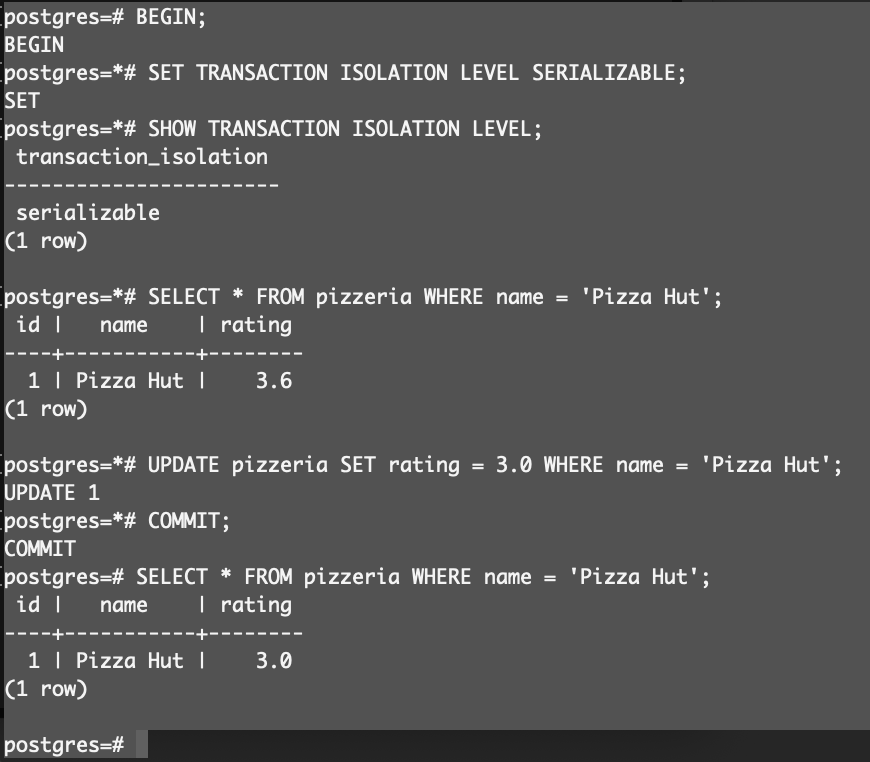 postgres=# BEGIN;
BEGIN
postgres=*# SET TRANSACTION ISOLATION LEVEL SERIALIZABLE;
SET
postgres=*# SHOW TRANSACTION ISOLATION LEVEL;
 transaction_isolation
-----------------------
 serializable
(1 row)

postgres=*# SELECT * FROM pizzeria WHERE name = 'Pizza Hut';
 id |   name    | rating
----+-----------+--------
  1 | Pizza Hut |    3.6
(1 row)

postgres=*# UPDATE pizzeria SET rating = 3.0 WHERE name = 'Pizza Hut';
UPDATE 1
postgres=*# COMMIT;
COMMIT
postgres=# SELECT * FROM pizzeria WHERE name = 'Pizza Hut';
 id |   name    | rating
----+-----------+--------
  1 | Pizza Hut |    3.0
(1 row)

postgres=#